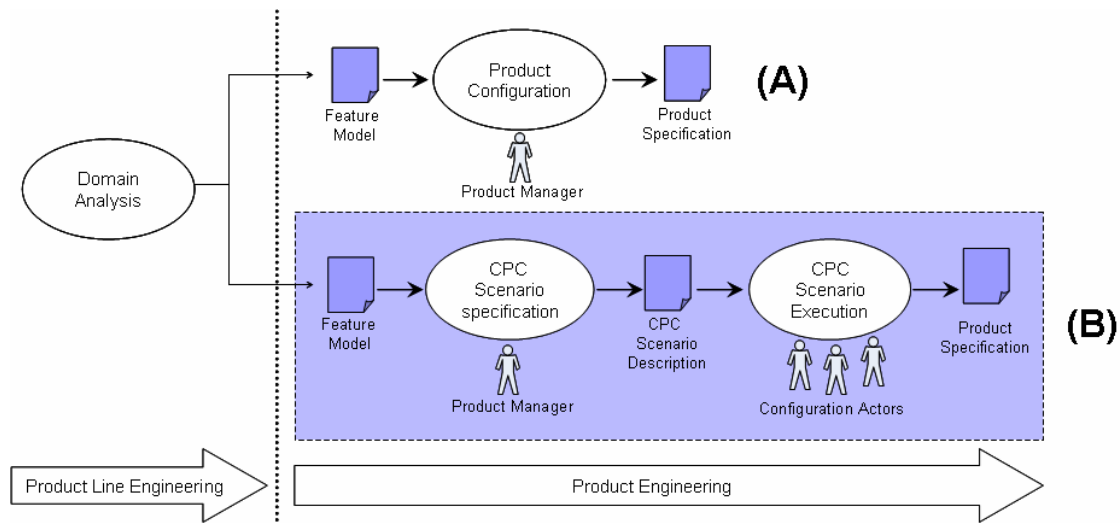 Product
Configuration
(A)
Feature
Model
Product
Specification
Product Manager
Domain
Analysis
CPC
Scenario
specification
CPC
Scenario
Execution
Feature
Model
CPC
Scenario
Description
Product
Specification
(B)
Product Manager
Configuration Actors
Product Line Engineering
Product Engineering